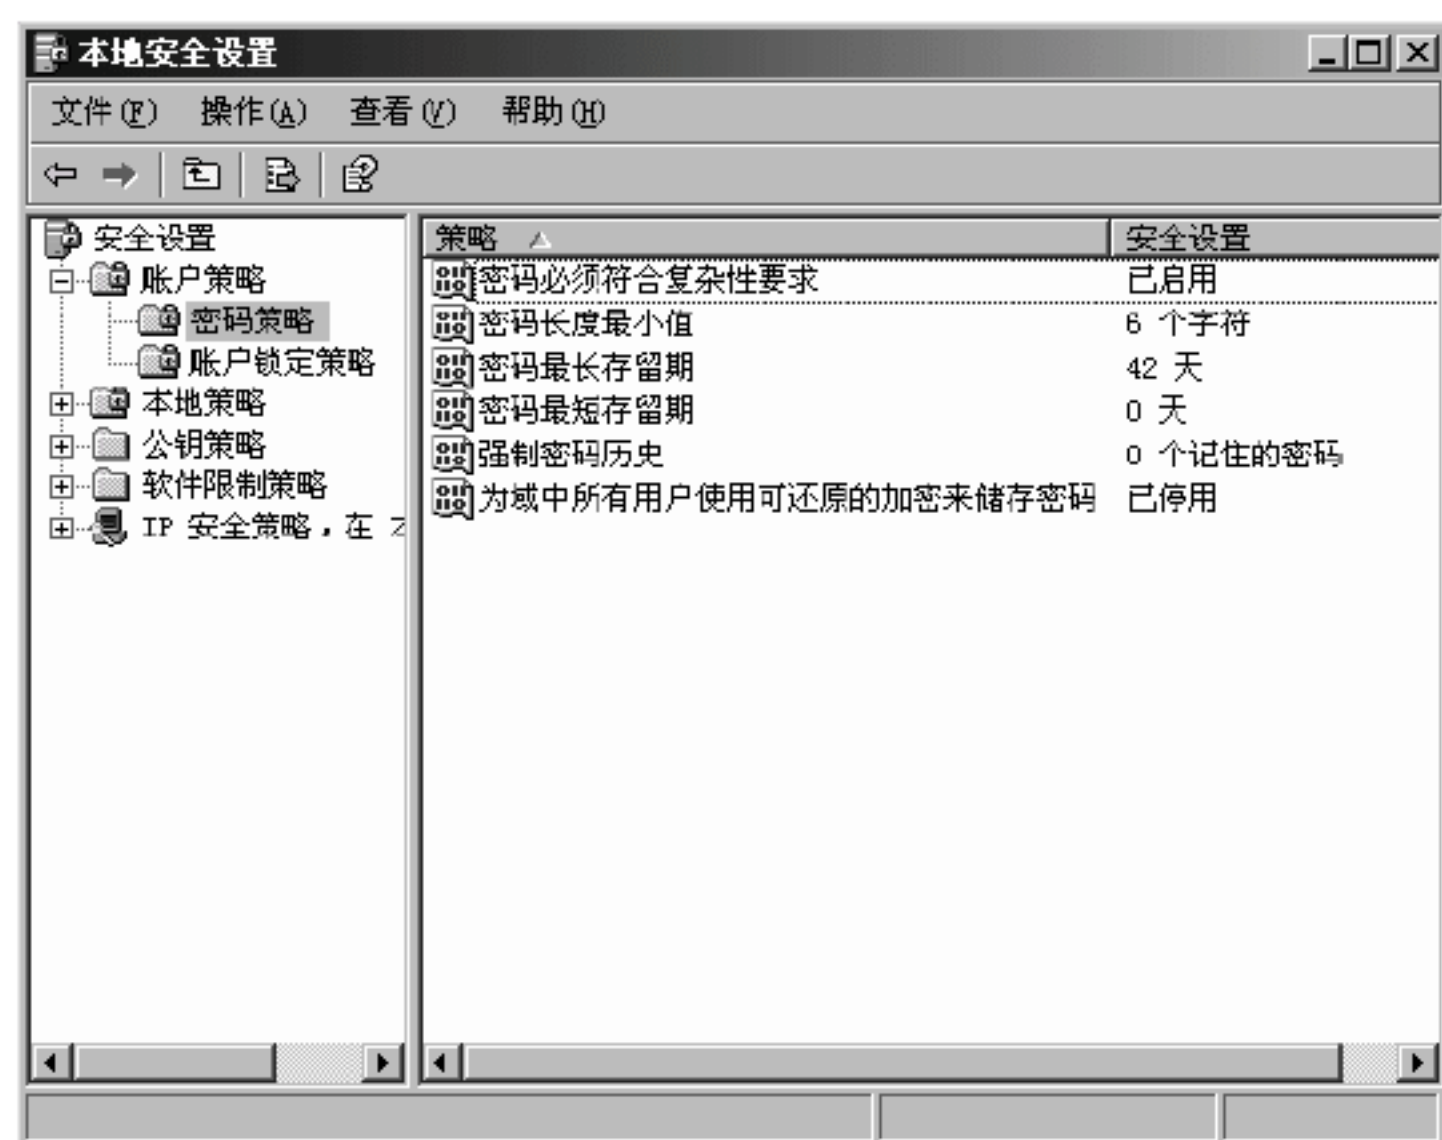 本地安全设置
文件(F) 操作(A) 查看(V) 帮助(H)
安全设置
账户策略
密码策略
账户锁定策略
本地策略
公钥策略
软件限制策略
IP 安全策略，在
策略 安全设置
密码必须符合复杂性要求 已启用
密码长度最小值 6 个字符
密码最长存留期 42 天
密码最短存留期 0 天
强制密码历史 0 个记住的密码
为域中所有用户使用可还原的加密来储存密码 已停用